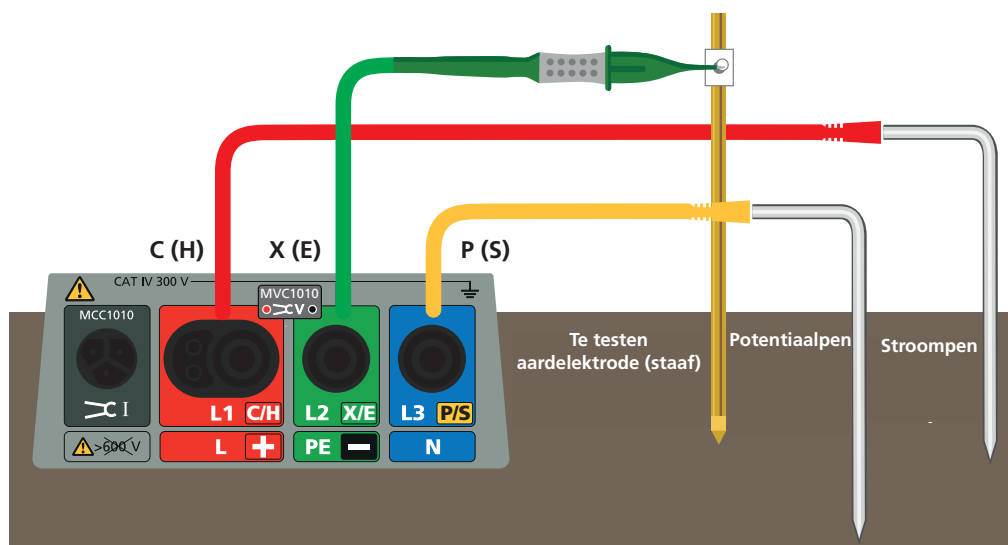 C (H)
X (E)
P (S)
CAT IV 300 V
MVC1010
V
MCC1010
I
L1 C/H
L2 X/E
L3 P/S
>600 V
L +
PE −
N
Te testen
aardelektrode (staaf)
Potentiaalpen
Stroompen